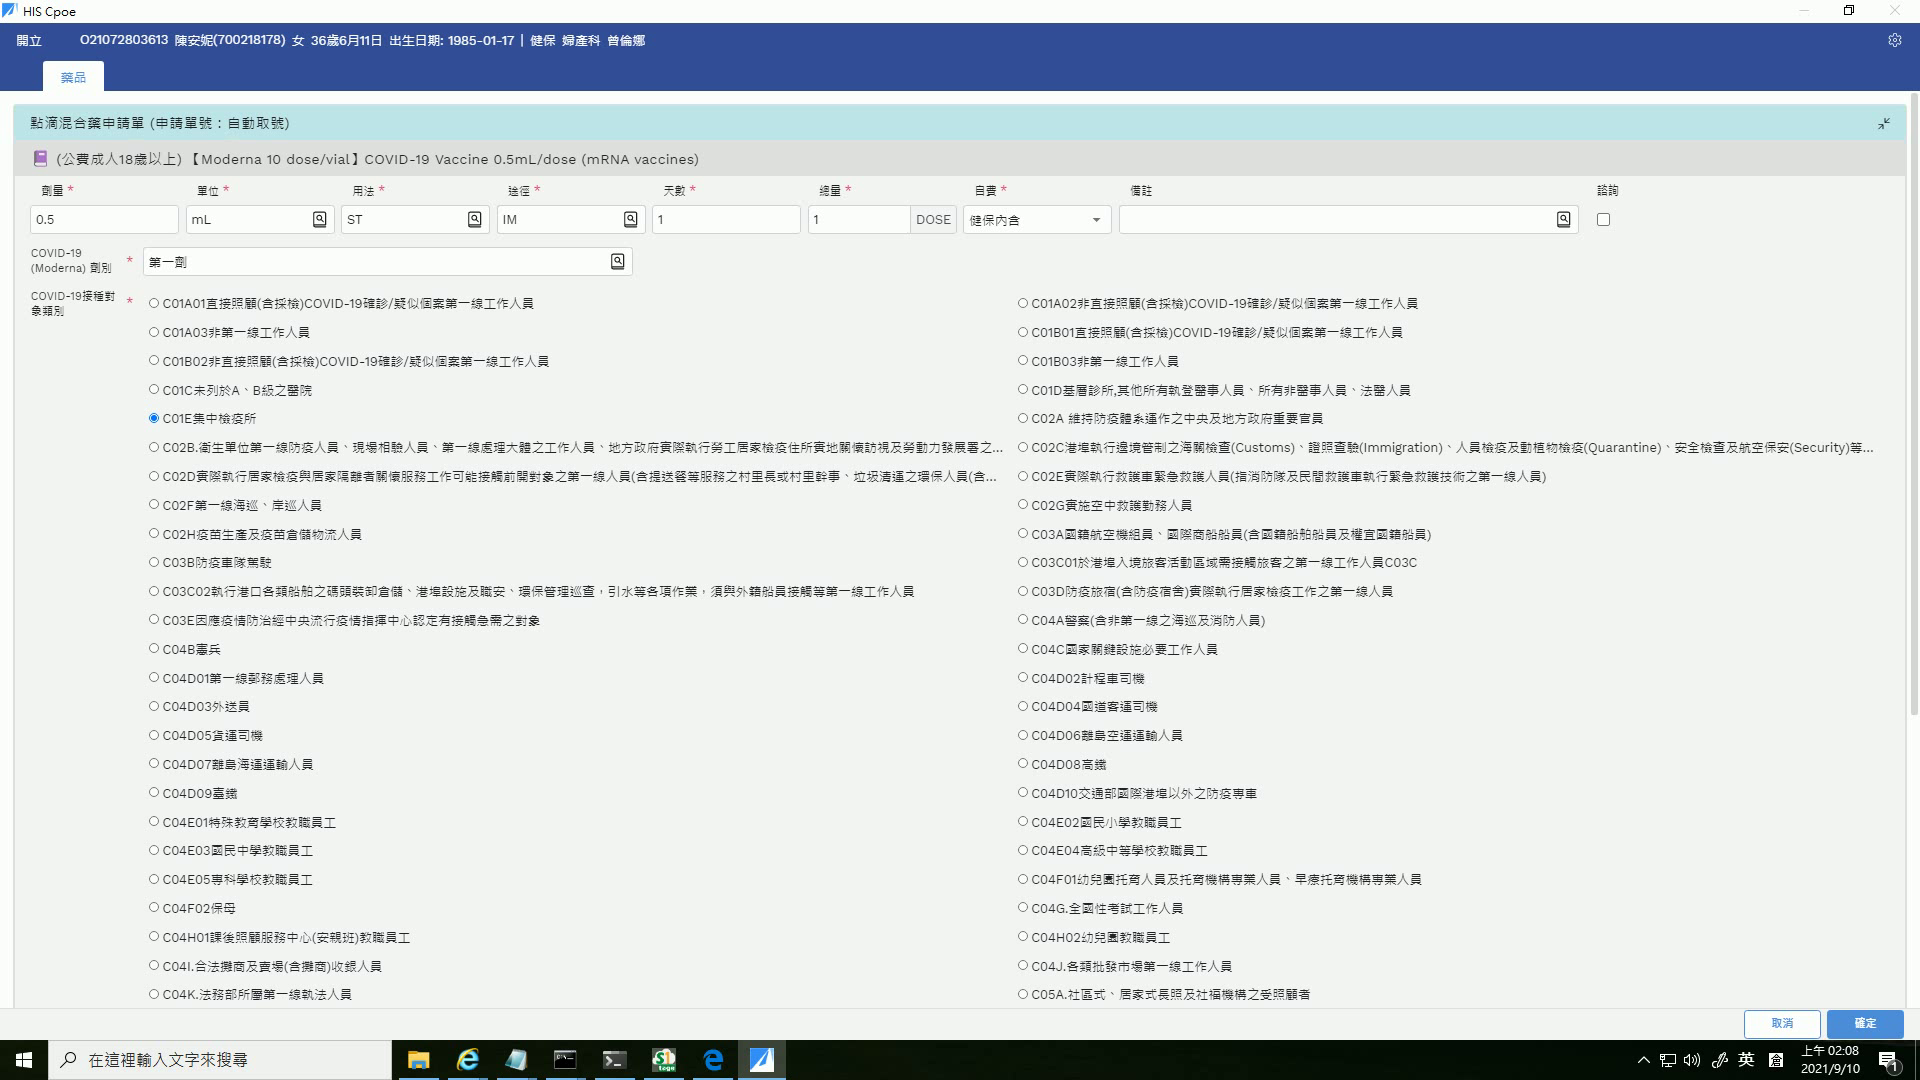 HIS Cpoe
開立 O21072803613 陳安妮(700218178) 女 36歲6月11日 出生日期: 1985-01-17 | 健保 婦產科 曾倫娜
藥品
點滴混合藥申請單 (申請單號：自動取號)
(公費成人18歲以上) 【Moderna 10 dose/vial】COVID-19 Vaccine 0.5mL/dose (mRNA vaccines)
劑量 * 單位 * 用法 * 途徑 * 天數 * 總量 * 自費 * 備註 諮詢
0.5 mL ST IM 1 1 DOSE 健保內含
COVID-19 (Moderna) 劑別 * 第一劑
COVID-19接種對象類別 *
C01A01直接照顧(含採檢)COVID-19確診/疑似個案第一線工作人員 C01A02非直接照顧(含採檢)COVID-19確診/疑似個案第一線工作人員
C01A03非第一線工作人員 C01B01直接照顧(含採檢)COVID-19確診/疑似個案第一線工作人員
C01B02非直接照顧(含採檢)COVID-19確診/疑似個案第一線工作人員 C01B03非第一線工作人員
C01C未列於A、B級之醫院 C01D基層診所,其他所有執登醫事人員、所有非醫事人員、法醫人員
C01E集中檢疫所 C02A 維持防疫體系運作之中央及地方政府重要官員
C02B.衛生單位第一線防疫人員、現場相驗人員、第一線處理大體之工作人員、地方政府實際執行勞工居家檢疫住所實地關懷訪視及勞動力發展署之... C02C港埠執行邊境管制之海關檢查(Customs)、證照查驗(Immigration)、人員檢疫及動植物檢疫(Quarantine)、安全檢查及航空保安(Security)等...
C02D實際執行居家檢疫與居家隔離者關懷服務工作可能接觸前開對象之第一線人員(含提送餐等服務之村里長或村里幹事、垃圾清運之環保人員(含... C02E實際執行救護車緊急救護人員(指消防隊及民間救護車執行緊急救護技術之第一線人員)
C02F第一線海巡、岸巡人員 C02G實施空中救護勤務人員
C02H疫苗生產及疫苗倉儲物流人員 C03A國籍航空機組員、國際商船船員(含國籍船舶船員及權宜國籍船員)
C03B防疫車隊駕駛 C03C01於港埠入境旅客活動區域需接觸旅客之第一線工作人員C03C
C03C02執行港口各類船舶之碼頭裝卸倉儲、港埠設施及職安、環保管理巡查，引水等各項作業，須與外籍船員接觸等第一線工作人員 C03D防疫旅宿(含防疫宿舍)實際執行居家檢疫工作之第一線人員
C03E因應疫情防治經中央流行疫情指揮中心認定有接觸急需之對象 C04A警察(含非第一線之海巡及消防人員)
C04B憲兵 C04C國家關鍵設施必要工作人員
C04D01第一線郵務處理人員 C04D02計程車司機
C04D03外送員 C04D04國道客運司機
C04D05貨運司機 C04D06離島空運運輸人員
C04D07離島海運運輸人員 C04D08高鐵
C04D09臺鐵 C04D10交通部國際港埠以外之防疫專車
C04E01特殊教育學校教職員工 C04E02國民小學教職員工
C04E03國民中學教職員工 C04E04高級中等學校教職員工
C04E05專科學校教職員工 C04F01幼兒園托育人員及托育機構專業人員、早療托育機構專業人員
C04F02保母 C04G.全國性考試工作人員
C04H01課後照顧服務中心(安親班)教職員工 C04H02幼兒園教職員工
C04I.合法攤商及賣場(含攤商)收銀人員 C04J.各類批發市場第一線工作人員
C04K.法務部所屬第一線執法人員 C05A.社區式、居家式長照及社福機構之受照顧者
取消 確定
在這裡輸入文字來搜尋
英
上午 02:08
2021/9/10
1